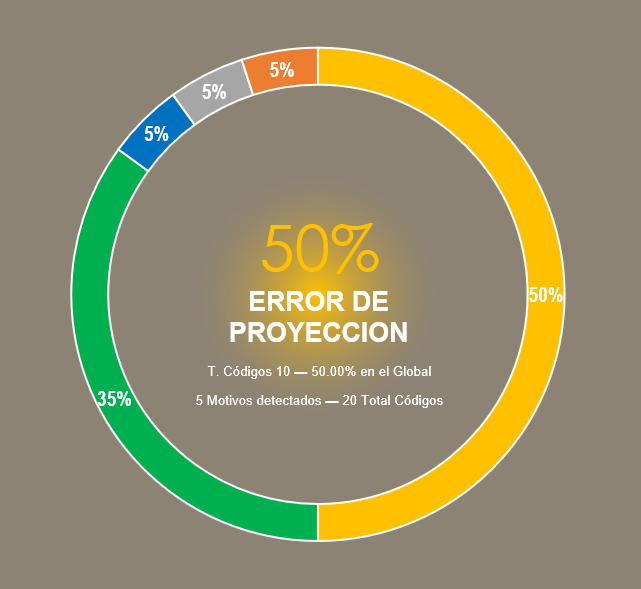 5%
5%
5%
50%
ERROR DE
PROYECCION
50%
T. Códigos 10 — 50.00% en el Global
35%
5 Motivos detectados — 20 Total Códigos